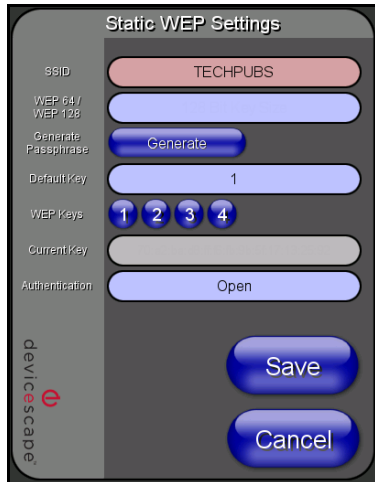 Static WEP Settings
SSID
TECHPUBS
WEP 64 /
WEP 128
Generate
Passphrase
Generate
Default Key
1
WEP Keys
1 2 3 4
Current Key
Authentication
Open
devicescape
e
Save
Cancel